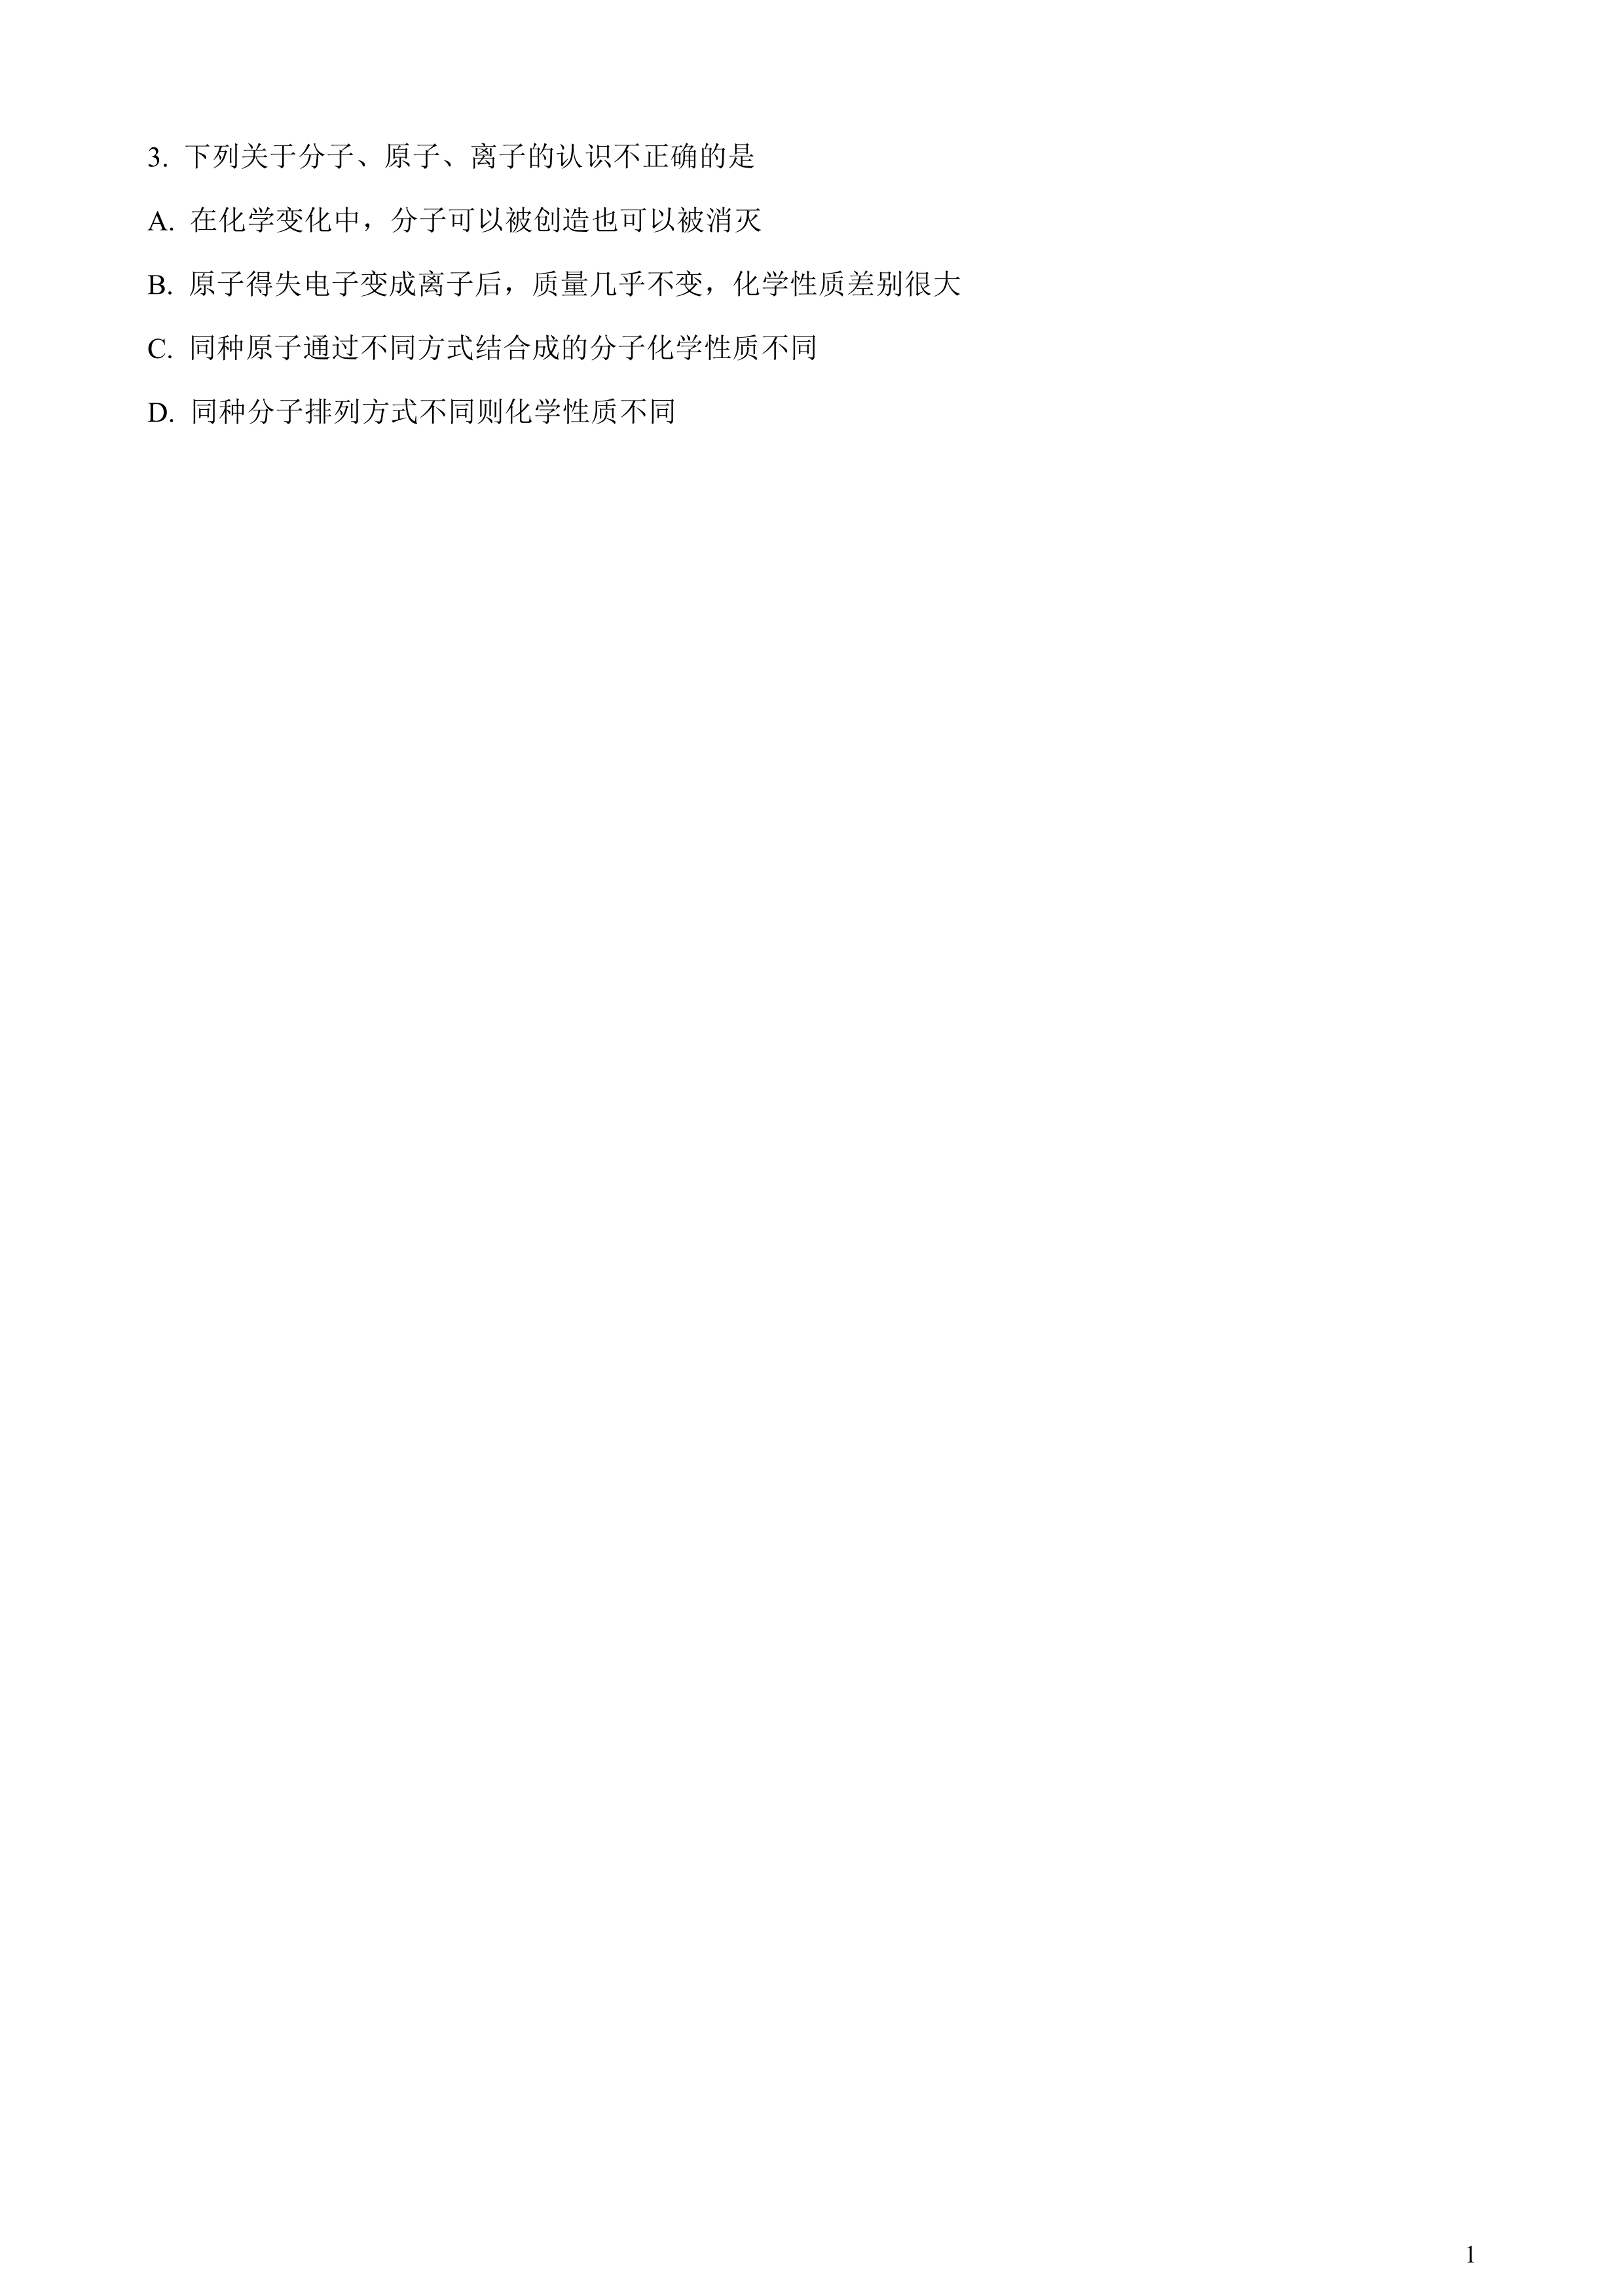 3. 下列关于分子、原子、离子的认识不正确的是
A. 在化学变化中，分子可以被创造也可以被消灭
B. 原子得失电子变成离子后，质量几乎不变，化学性质差别很大
C. 同种原子通过不同方式结合成的分子化学性质不同
D. 同种分子排列方式不同则化学性质不同
1